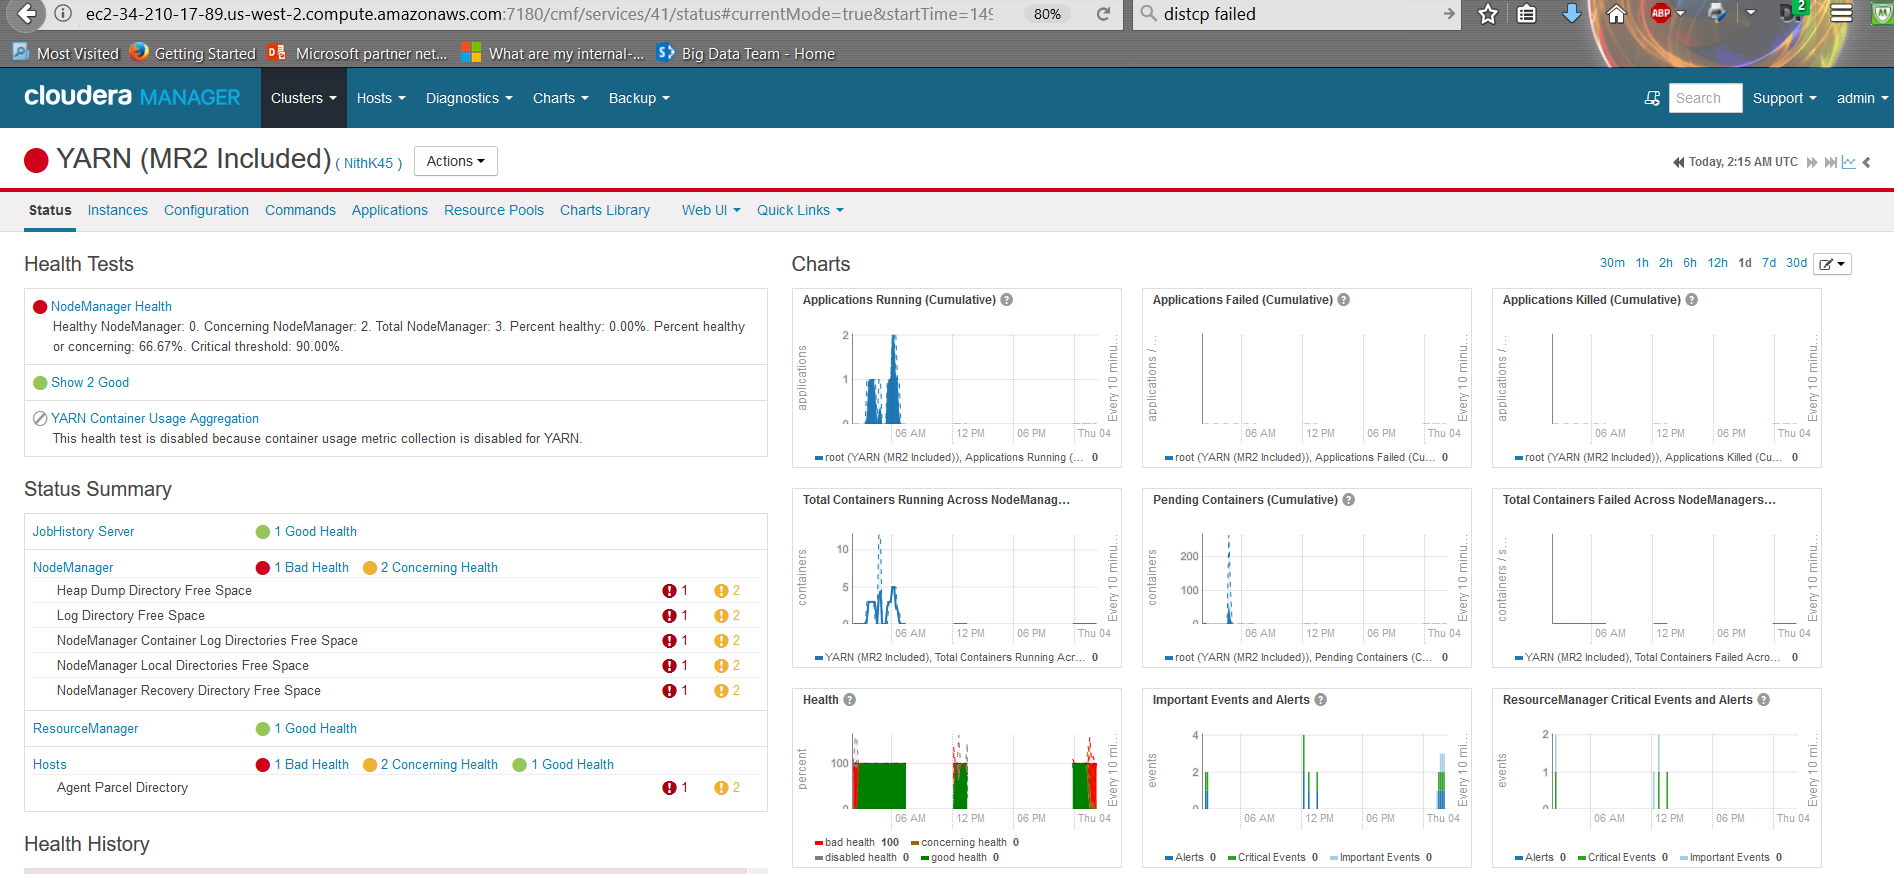 ec2-34-210-17-89.us-west-2.compute.amazonaws.com:7180/cmf/services/41/status#currentMode=true&startTime=149 80% distcp failed ABP 2
Most Visited Getting Started Microsoft partner net... What are my internal-... Big Data Team - Home
cloudera MANAGER Clusters Hosts Diagnostics Charts Backup Search Support admin
YARN (MR2 Included) ( NithK45 ) Actions Today, 2:15 AM UTC
Status Instances Configuration Commands Applications Resource Pools Charts Library Web UI Quick Links
Health Tests
NodeManager Health
Healthy NodeManager: 0. Concerning NodeManager: 2. Total NodeManager: 3. Percent healthy: 0.00%. Percent healthy
or concerning: 66.67%. Critical threshold: 90.00%.
Show 2 Good
YARN Container Usage Aggregation
This health test is disabled because container usage metric collection is disabled for YARN.
Status Summary
JobHistory Server 1 Good Health
NodeManager 1 Bad Health 2 Concerning Health
Heap Dump Directory Free Space 1 2
Log Directory Free Space 1 2
NodeManager Container Log Directories Free Space 1 2
NodeManager Local Directories Free Space 1 2
NodeManager Recovery Directory Free Space 1 2
ResourceManager 1 Good Health
Hosts 1 Bad Health 2 Concerning Health 1 Good Health
Agent Parcel Directory 1 2
Health History
Charts 30m 1h 2h 6h 12h 1d 7d 30d
Applications Running (Cumulative)
applications
2
1
0
Every 10 minu...
06 AM 12 PM 06 PM Thu 04
root (YARN (MR2 Included)), Applications Running (... 0
Applications Failed (Cumulative)
applications / ...
Every 10 minu...
06 AM 12 PM 06 PM Thu 04
root (YARN (MR2 Included)), Applications Failed (Cu... 0
Applications Killed (Cumulative)
applications / ...
Every 10 minu...
06 AM 12 PM 06 PM Thu 04
root (YARN (MR2 Included)), Applications Killed (Cu... 0
Total Containers Running Across NodeManag...
containers
10
5
0
Every 10 minu...
06 AM 12 PM 06 PM Thu 04
YARN (MR2 Included), Total Containers Running Acr... 0
Pending Containers (Cumulative)
containers
200
100
0
Every 10 minu...
06 AM 12 PM 06 PM Thu 04
root (YARN (MR2 Included)), Pending Containers (C... 0
Total Containers Failed Across NodeManagers...
containers / s...
Every 10 minu...
06 AM 12 PM 06 PM Thu 04
YARN (MR2 Included), Total Containers Failed Acro... 0
Health
percent
100
0
Every 10 mi...
06 AM 12 PM 06 PM Thu 04
bad health 100 concerning health 0
disabled health 0 good health 0
Important Events and Alerts
events
4
2
0
Every 10 mi...
06 AM 12 PM 06 PM Thu 04
Alerts 0 Critical Events 0 Important Events 0
ResourceManager Critical Events and Alerts
events
2
1
0
Every 10 mi...
06 AM 12 PM 06 PM Thu 04
Alerts 0 Critical Events 0 Important Events 0